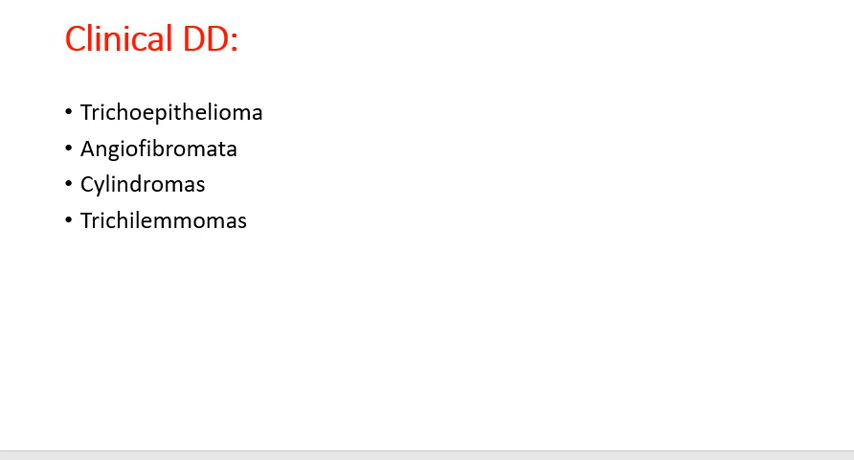 Clinical DD:
• Trichoepithelioma
• Angiofibromata
• Cylindromas
• Trichilemmomas